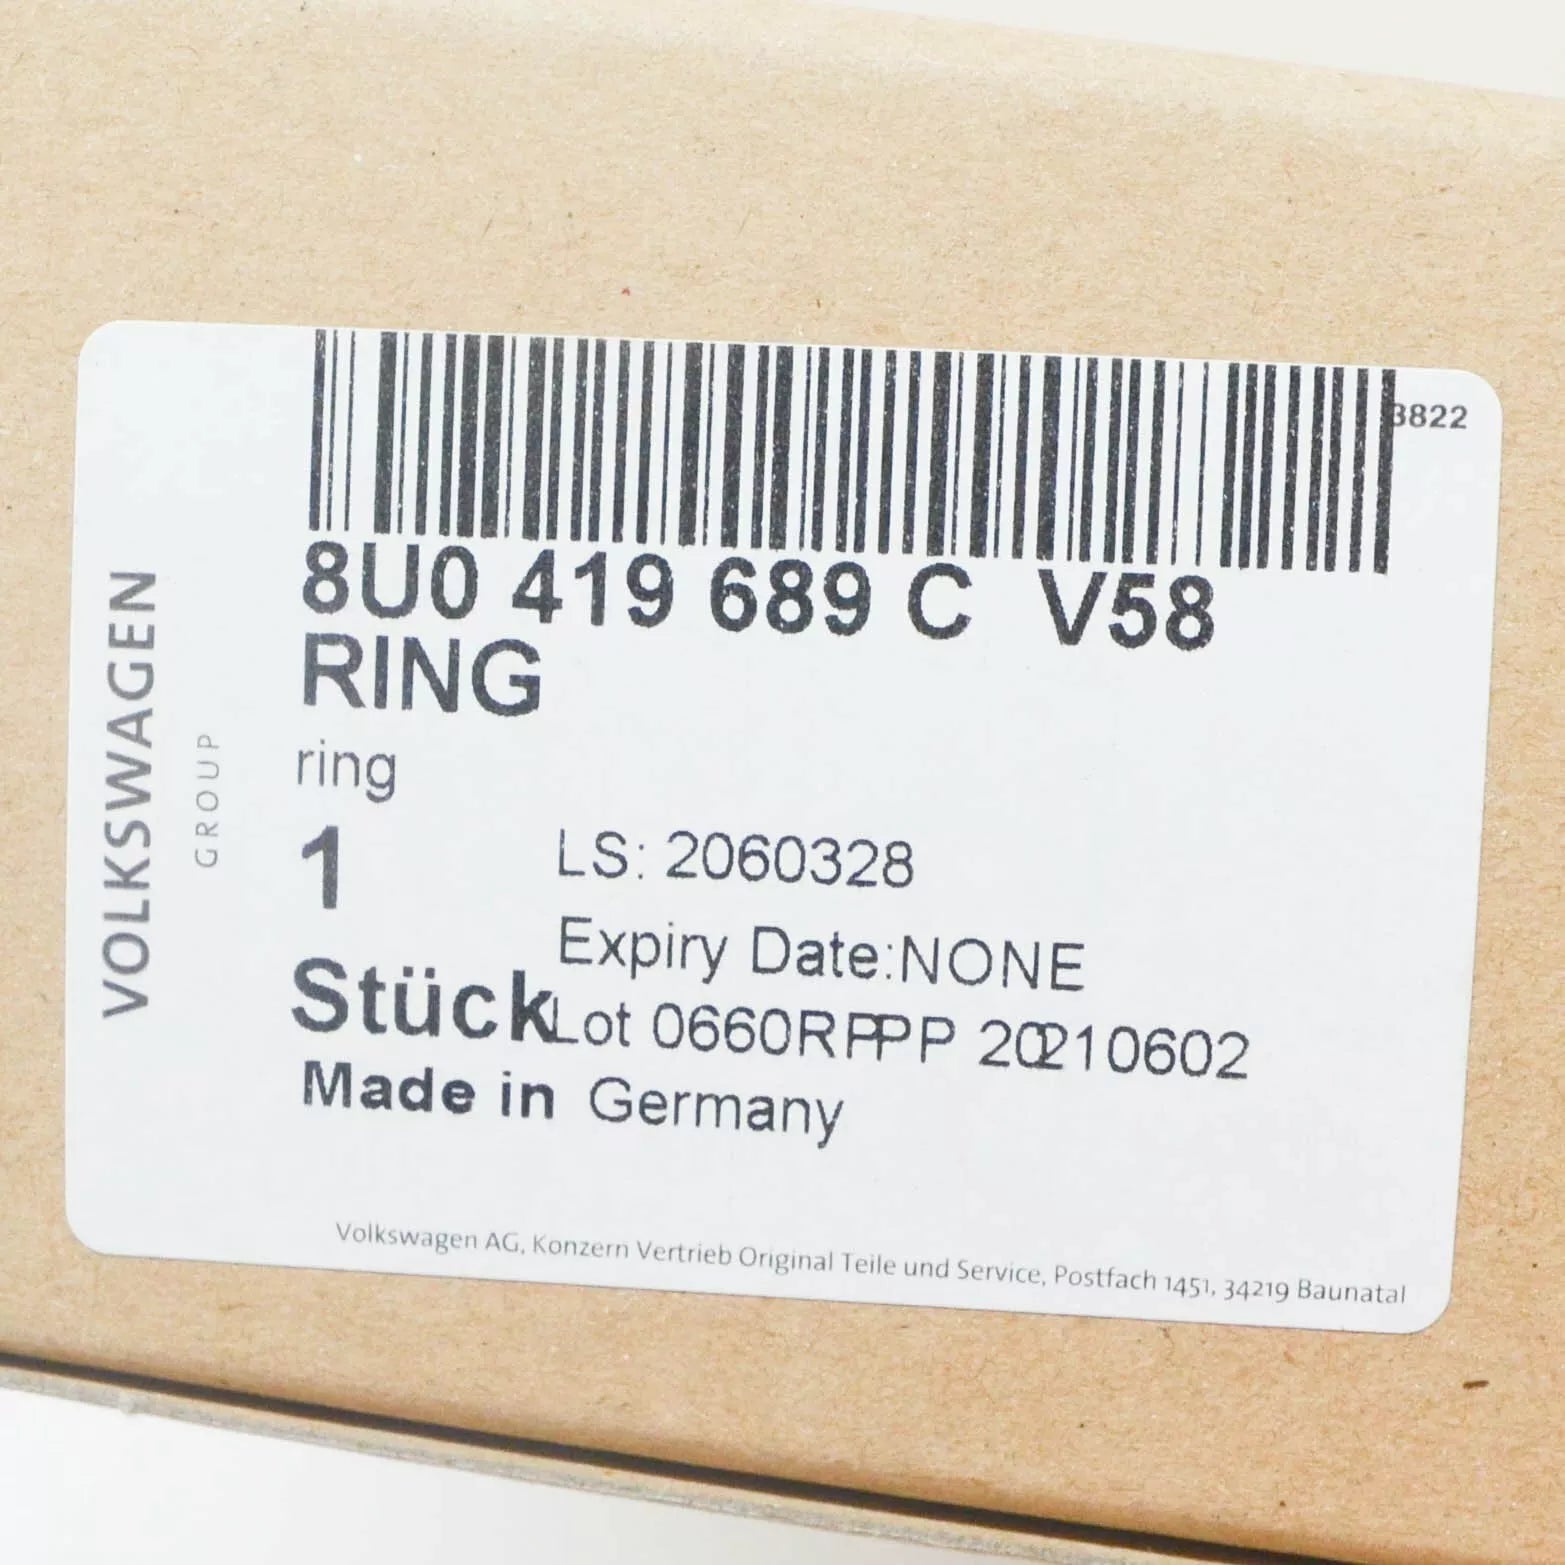 3822
8U0 419 689 C V58
RING
ring
1
LS: 2060328
Expiry Date:NONE
Stück
Lot 0660RPPP 20210602
Made in Germany
VOLKSWAGEN
GROUP
Volkswagen AG, Konzern Vertrieb Original Teile und Service, Postfach 1451, 34219 Baunatal